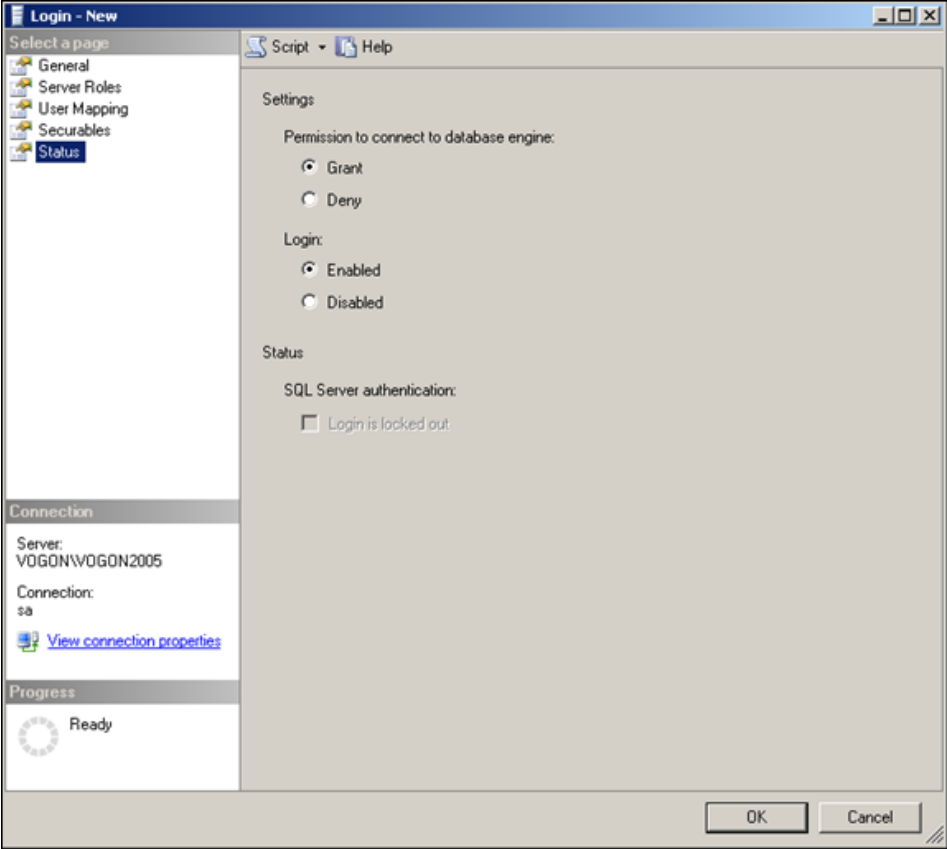 Login - New
Select a page
General
Server Roles
User Mapping
Securables
Status
Script Help
Settings
Permission to connect to database engine:
Grant
Deny
Login:
Enabled
Disabled
Status
SQL Server authentication:
Login is locked out
Connection
Server:
VOGON\VOGON2005
Connection:
sa
View connection properties
Progress
Ready
OK Cancel